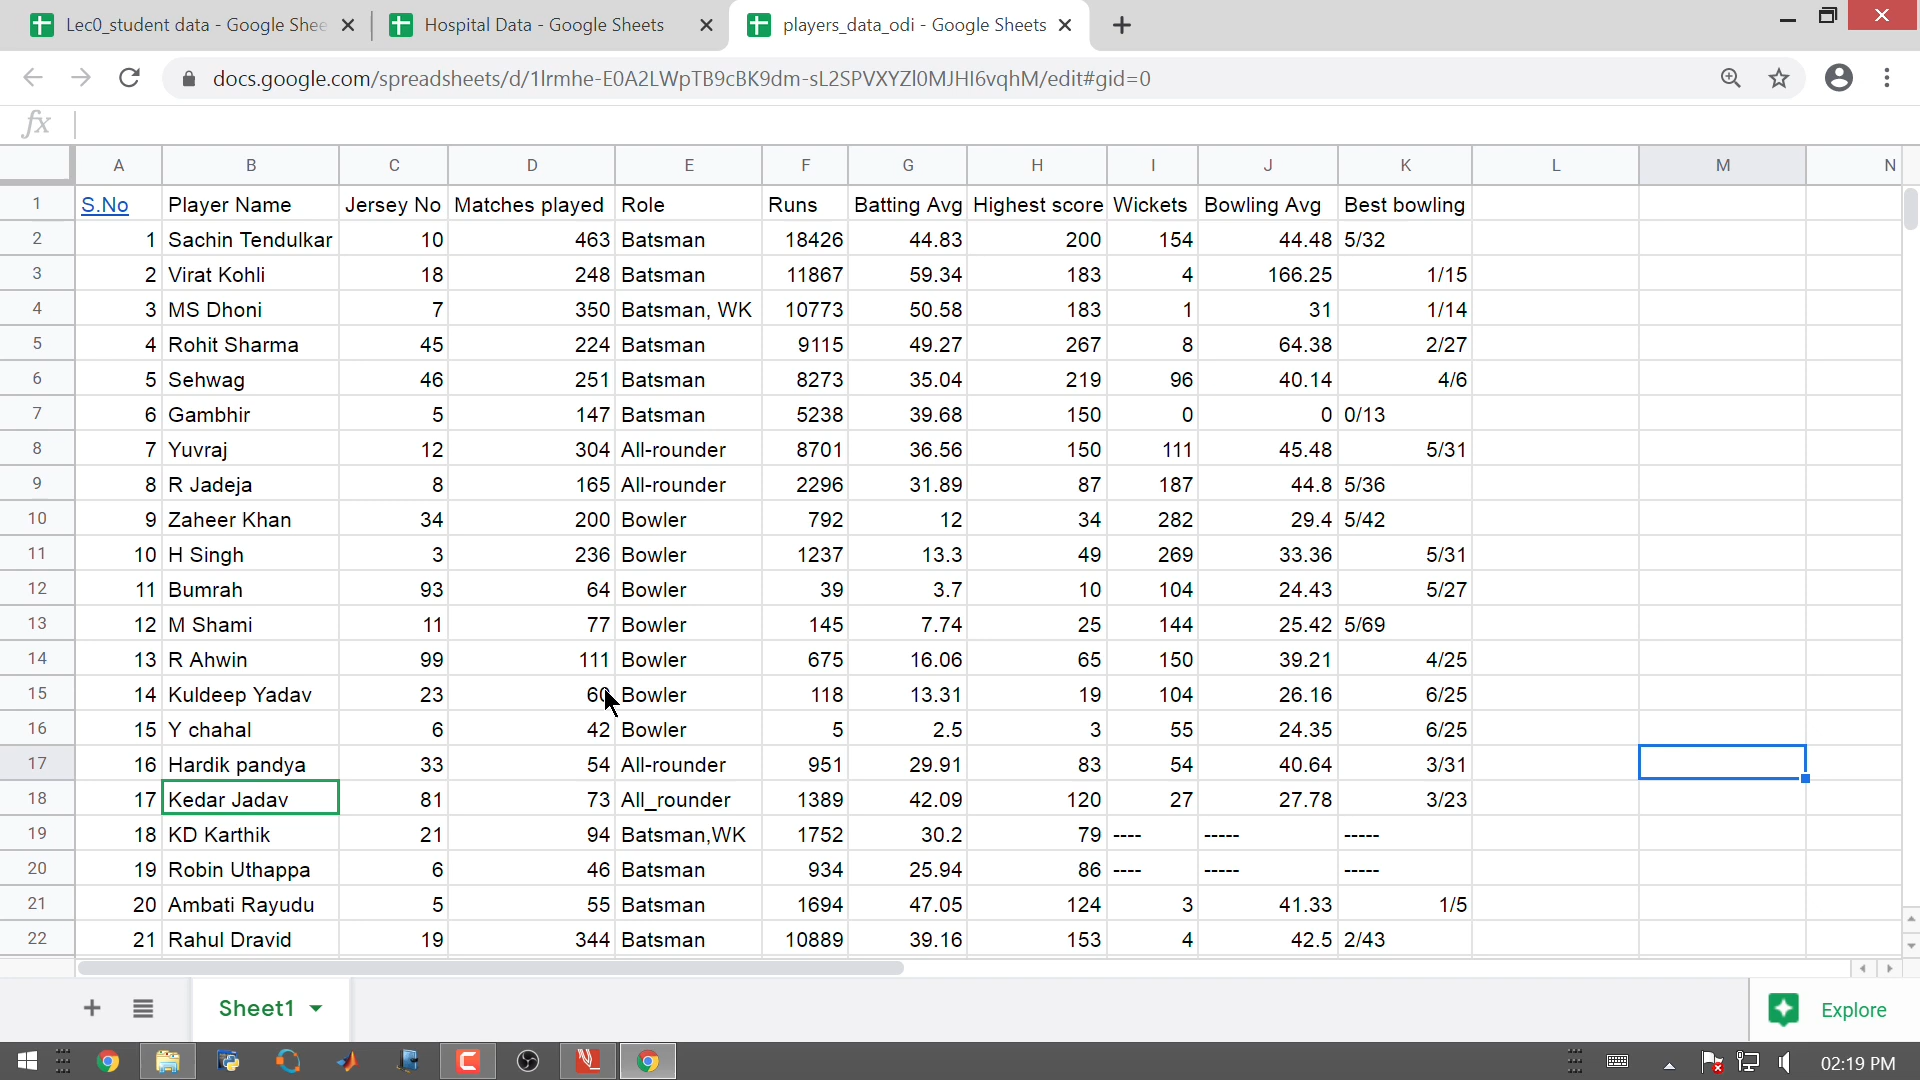 Lec0_student data - Google Shee
Hospital Data - Google Sheets
players_data_odi - Google Sheets
docs.google.com/spreadsheets/d/1lrmhe-E0A2LWpTB9cBK9dm-sL2SPVXYZl0MJHI6vqhM/edit#gid=0
fx
A B C D E F G H I J K L M N
1 S.No Player Name Jersey No Matches played Role Runs Batting Avg Highest score Wickets Bowling Avg Best bowling
2 1 Sachin Tendulkar 10 463 Batsman 18426 44.83 200 154 44.48 5/32
3 2 Virat Kohli 18 248 Batsman 11867 59.34 183 4 166.25 1/15
4 3 MS Dhoni 7 350 Batsman, WK 10773 50.58 183 1 31 1/14
5 4 Rohit Sharma 45 224 Batsman 9115 49.27 267 8 64.38 2/27
6 5 Sehwag 46 251 Batsman 8273 35.04 219 96 40.14 4/6
7 6 Gambhir 5 147 Batsman 5238 39.68 150 0 0 0/13
8 7 Yuvraj 12 304 All-rounder 8701 36.56 150 111 45.48 5/31
9 8 R Jadeja 8 165 All-rounder 2296 31.89 87 187 44.8 5/36
10 9 Zaheer Khan 34 200 Bowler 792 12 34 282 29.4 5/42
11 10 H Singh 3 236 Bowler 1237 13.3 49 269 33.36 5/31
12 11 Bumrah 93 64 Bowler 39 3.7 10 104 24.43 5/27
13 12 M Shami 11 77 Bowler 145 7.74 25 144 25.42 5/69
14 13 R Ahwin 99 111 Bowler 675 16.06 65 150 39.21 4/25
15 14 Kuldeep Yadav 23 60 Bowler 118 13.31 19 104 26.16 6/25
16 15 Y chahal 6 42 Bowler 5 2.5 3 55 24.35 6/25
17 16 Hardik pandya 33 54 All-rounder 951 29.91 83 54 40.64 3/31
18 17 Kedar Jadav 81 73 All_rounder 1389 42.09 120 27 27.78 3/23
19 18 KD Karthik 21 94 Batsman,WK 1752 30.2 79 ---- ----- -----
20 19 Robin Uthappa 6 46 Batsman 934 25.94 86 ---- ----- -----
21 20 Ambati Rayudu 5 55 Batsman 1694 47.05 124 3 41.33 1/5
22 21 Rahul Dravid 19 344 Batsman 10889 39.16 153 4 42.5 2/43
Sheet1
Explore
02:19 PM